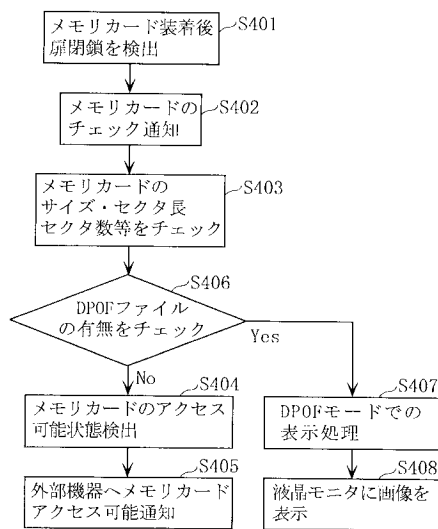 S401
メモリカード装着後
扉閉鎖を検出
S402
メモリカードの
チェック通知
S403
メモリカードの
サイズ・セクタ長
セクタ数等をチェック
S406
DPOFファイル
の有無をチェック
Yes
No
S404
メモリカードのアクセス
可能状態検出
S405
外部機器へメモリカード
アクセス可能通知
S407
DPOFモードでの
表示処理
S408
液晶モニタに画像を
表示